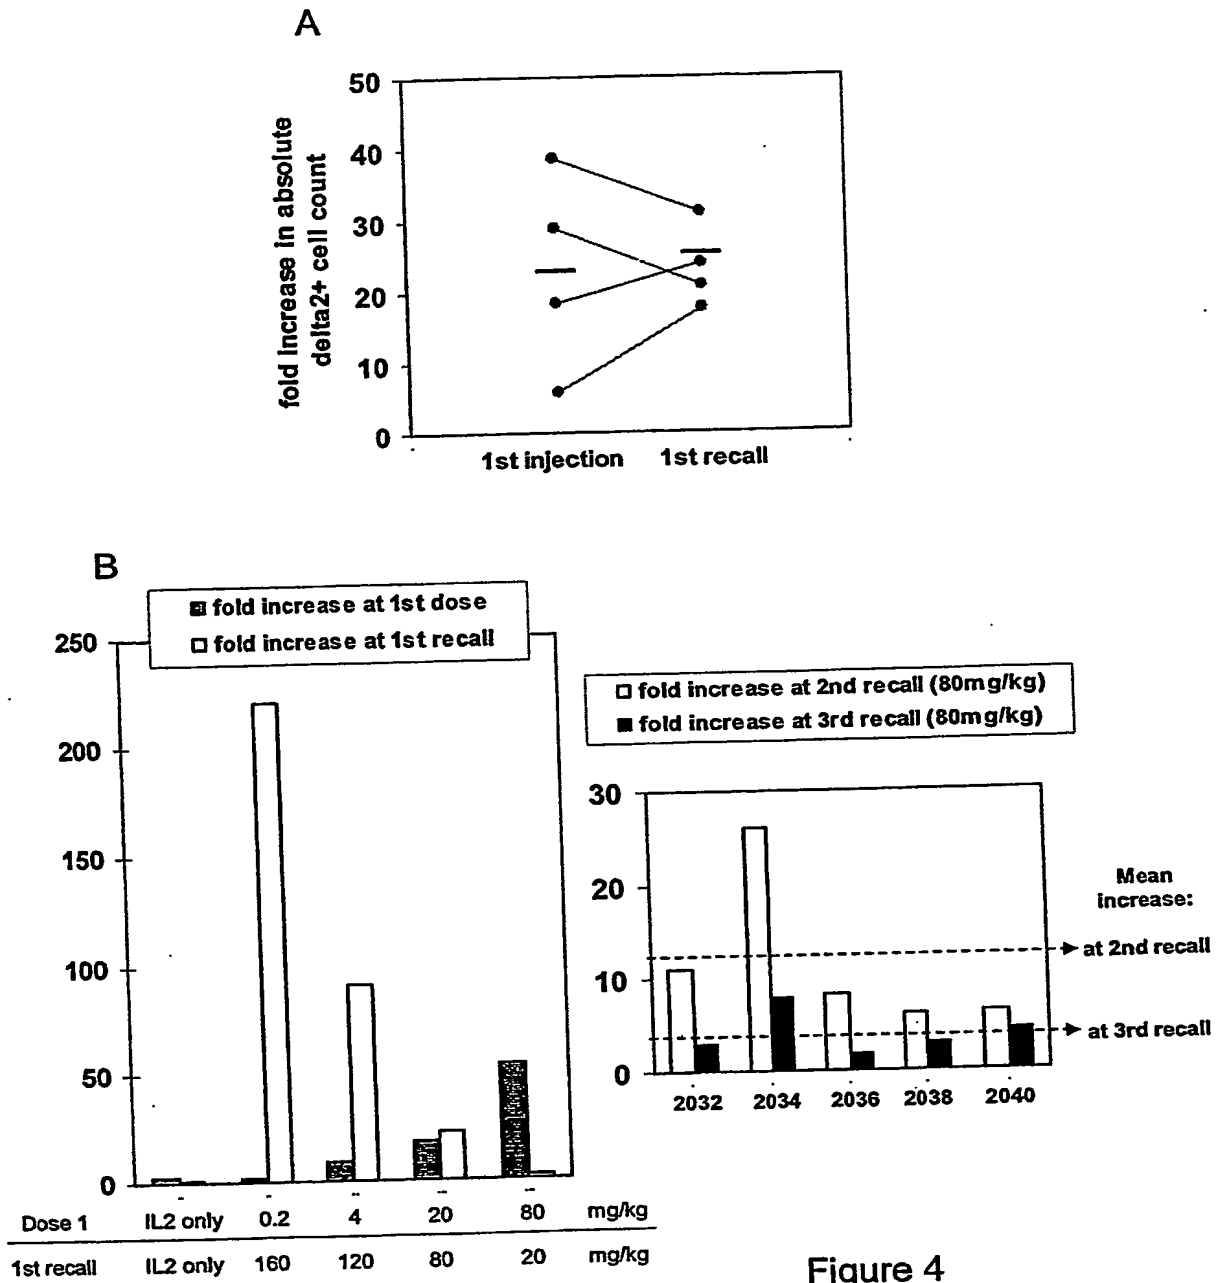 A
50
40
30
20
10
0
fold increase in absolute
delta2+ cell count
1st injection 1st recall
B
fold increase at 1st dose
fold increase at 1st recall
250
200
150
100
50
0
Dose 1 IL2 only 0.2 4 20 80 mg/kg
1st recall IL2 only 160 120 80 20 mg/kg
fold increase at 2nd recall (80mg/kg)
fold increase at 3rd recall (80mg/kg)
30
20
10
0
2032 2034 2036 2038 2040
Mean
increase:
at 2nd recall
at 3rd recall
Figure 4